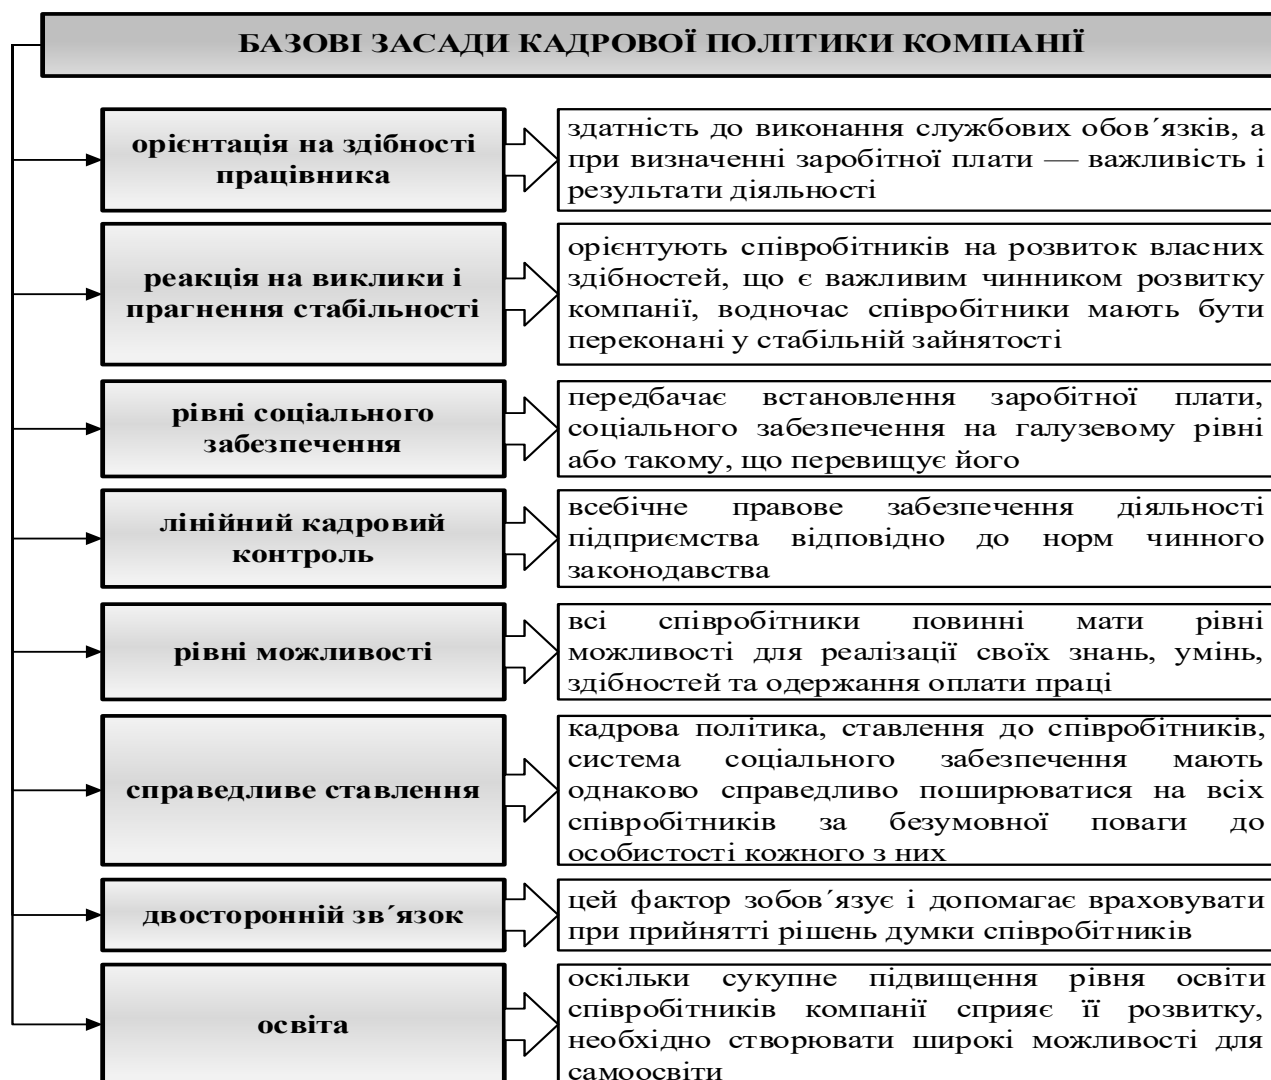 БАЗОВІ ЗАСАДИ КАДРОВОЇ ПОЛІТИКИ КОМПАНІЇ
орієнтація на здібності
працівника
здатність до виконання службових обов´язків, а
при визначенні заробітної плати — важливість і
результати діяльності
реакція на виклики і
прагнення стабільності
орієнтують співробітників на розвиток власних
здібностей, що є важливим чинником розвитку
компанії, водночас співробітники мають бути
переконані у стабільній зайнятості
рівні соціального
забезпечення
передбачає встановлення заробітної плати,
соціального забезпечення на галузевому рівні
або такому, що перевищує його
лінійний кадровий
контроль
всебічне правове забезпечення діяльності
підприємства відповідно до норм чинного
законодавства
рівні можливості
всі співробітники повинні мати рівні
можливості для реалізації своїх знань, умінь,
здібностей та одержання оплати праці
справедливе ставлення
кадрова політика, ставлення до співробітників,
система соціального забезпечення мають
однаково справедливо поширюватися на всіх
співробітників за безумовної поваги до
особистості кожного з них
двосторонній зв´язок
цей фактор зобов´язує і допомагає враховувати
при прийнятті рішень думки співробітників
освіта
оскільки сукупне підвищення рівня освіти
співробітників компанії сприяє її розвитку,
необхідно створювати широкі можливості для
самоосвіти